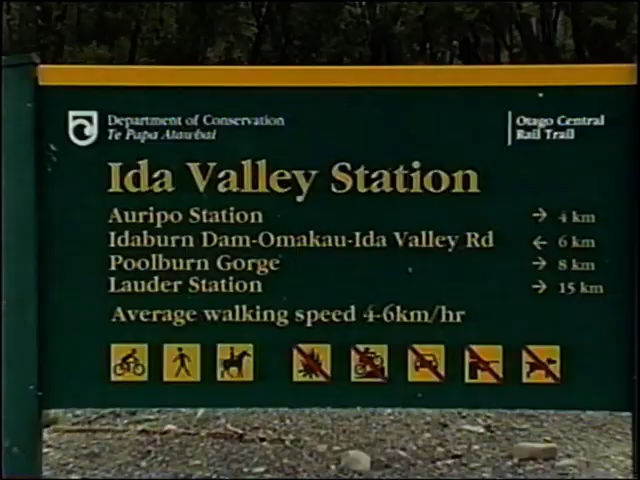 Department of Conservation
Te Papa Atawbai
Otago Central
Rail Trail
Ida Valley Station
Auripo Station → 4 km
Idaburn Dam-Omakau-Ida Valley Rd ← 6 km
Poolburn Gorge → 8 km
Lauder Station → 15 km
Average walking speed 4-6km/hr